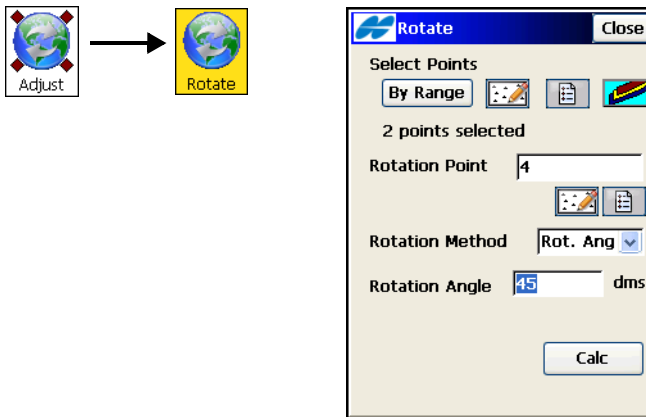 Adjust
Rotate
Rotate Close
Select Points
By Range
2 points selected
Rotation Point 4
Rotation Method Rot. Ang
Rotation Angle 45 dms
Calc